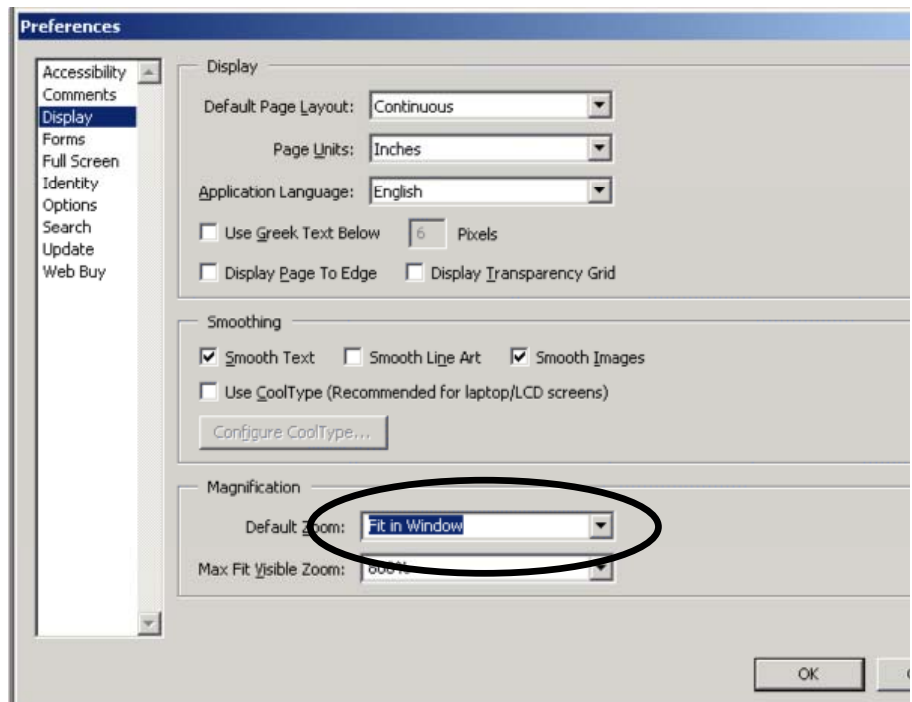 Preferences
Accessibility
Comments
Display
Forms
Full Screen
Identity
Options
Search
Update
Web Buy
Display
Default Page Layout: Continuous
Page Units: Inches
Application Language: English
Use Greek Text Below 6 Pixels
Display Page To Edge Display Transparency Grid
Smoothing
Smooth Text Smooth Line Art Smooth Images
Use CoolType (Recommended for laptop/LCD screens)
Configure CoolType...
Magnification
Default Zoom: Fit in Window
Max Fit Visible Zoom:
OK